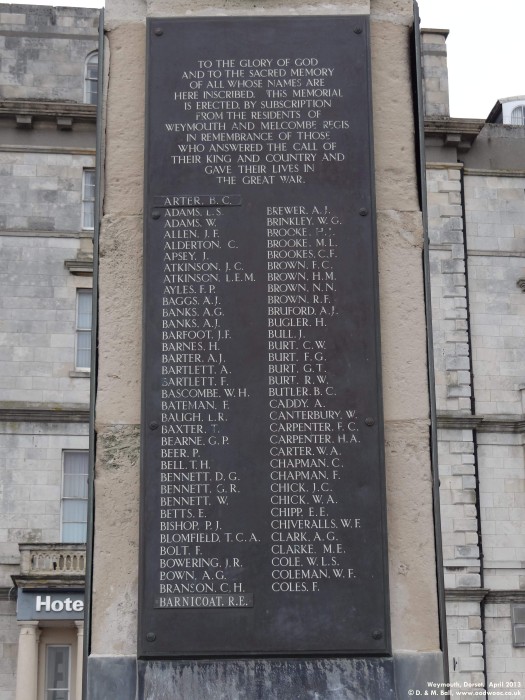 TO THE GLORY OF GOD
AND TO THE SACRED MEMORY
OF ALL WHOSE NAMES ARE
HERE INSCRIBED. THIS MEMORIAL
IS ERECTED, BY SUBSCRIPTION
FROM THE RESIDENTS OF
WEYMOUTH AND MELCOMBE REGIS
IN REMEMBRANCE OF THOSE
WHO ANSWERED THE CALL OF
THEIR KING AND COUNTRY AND
GAVE THEIR LIVES IN
THE GREAT WAR.
ARTER. B. C.
ADAMS. L.S.
ADAMS. W.
ALLEN. J. F.
ALDERTON. C.
APSEY. J.
ATKINSON. J. C.
ATKINSON. L.E.M.
AYLES. F. P.
BAGGS. A.J.
BANKS. A.G.
BANKS. A.J.
BARFOOT. J.F.
BARNES. H.
BARTER. A.J.
BARTLETT. A.
BARTLETT. F.
BASCOMBE. W. H.
BATEMAN. F.
BAUGH. L.R.
BAXTER. T.
BEARNE. G. P.
BEER. P.
BELL. T. H.
BENNETT. D. G.
BENNETT. G. R.
BENNETT. W.
BETTS. E.
BISHOP. P. J.
BLOMFIELD. T. C. A.
BOLT. F.
BOWERING. J. R.
BOWN. A.G.
BRANSON. C. H.
BARNICOAT. R.E.
BREWER. A. J.
BRINKLEY. W. G.
BROOKE.
BROOKE. M. L.
BROOKES. C. F.
BROWN. F. C.
BROWN. H. M.
BROWN. N. N.
BROWN. R.F.
BRUFORD. A.J.
BUGLER. H.
BULL. J.
BURT. C.W.
BURT. F. G.
BURT. G. T.
BURT. R. W.
BUTLER. B. C.
CADDY. A.
CANTERBURY. W.
CARPENTER. F. C.
CARPENTER. H.A.
CARTER. W.A.
CHAPMAN. C.
CHAPMAN. F.
CHICK. J.C.
CHICK. W.A.
CHIPP. E.E.
CHIVERALLS. W. F.
CLARK. A. G.
CLARKE. M.E.
COLE. W. L.S.
COLEMAN. W. F.
COLES. F.
Hote
Weymouth, Dorset. April 2013
© D. & M. Ball. www.oodwooc.co.uk